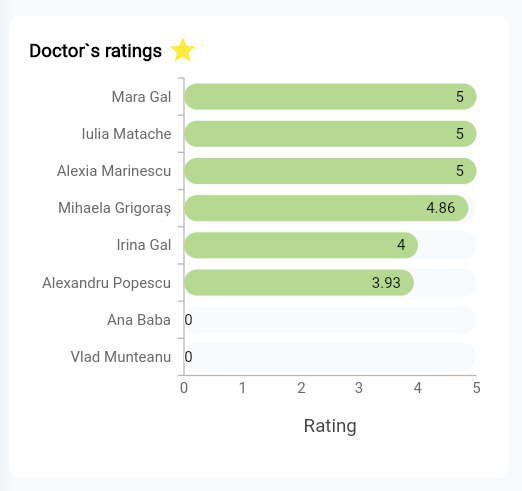 Doctor`s ratings
Mara Gal 5
Iulia Matache 5
Alexia Marinescu 5
Mihaela Grigoraș 4.86
Irina Gal 4
Alexandru Popescu 3.93
Ana Baba 0
Vlad Munteanu 0
0 1 2 3 4 5
Rating